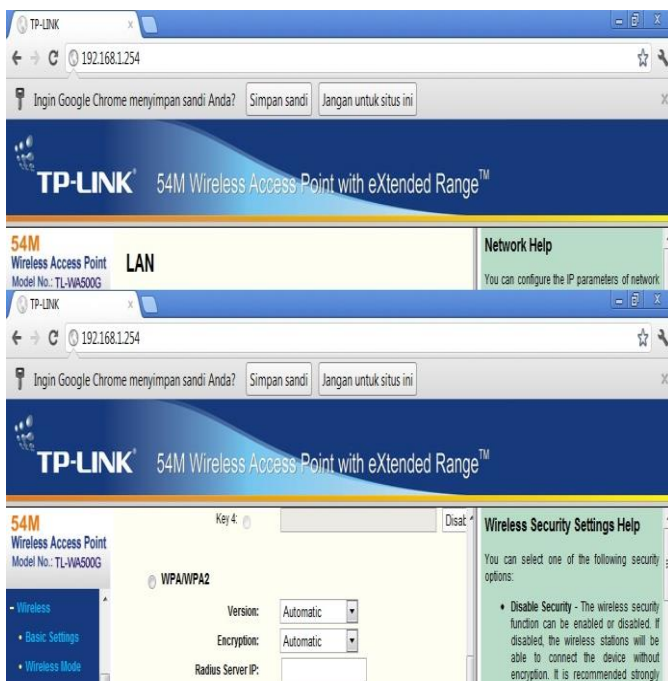 TP-LINK
192.168.1.254
Ingin Google Chrome menyimpan sandi Anda? Simpan sandi Jangan untuk situs ini
TP-LINK® 54M Wireless Access Point with eXtended Range™
54M
Wireless Access Point
Model No.: TL-WA500G
LAN
Network Help
You can configure the IP parameters of network
TP-LINK
192.168.1.254
Ingin Google Chrome menyimpan sandi Anda? Simpan sandi Jangan untuk situs ini
TP-LINK® 54M Wireless Access Point with eXtended Range™
54M
Wireless Access Point
Model No.: TL-WA500G
- Wireless
• Basic Settings
• Wireless Mode
Key 4:
WPA/WPA2
Version: Automatic
Encryption: Automatic
Radius Server IP:
Wireless Security Settings Help
You can select one of the following security
options:
• Disable Security - The wireless security
function can be enabled or disabled. If
disabled, the wireless stations will be
able to connect the device without
encryption. It is recommended strongly